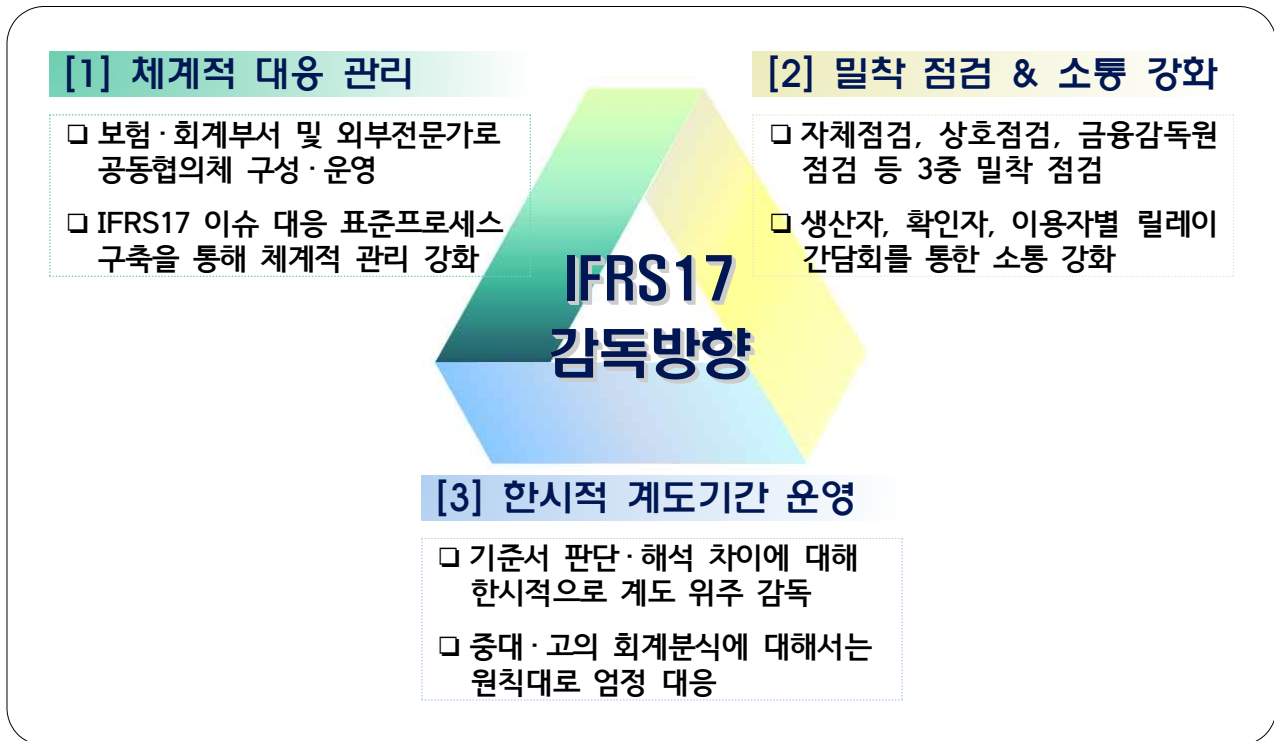 [1] 체계적 대응 관리
❑ 보험·회계부서 및 외부전문가로
공동협의체 구성·운영
❑ IFRS17 이슈 대응 표준프로세스
구축을 통해 체계적 관리 강화
[2] 밀착 점검 & 소통 강화
❑ 자체점검, 상호점검, 금융감독원
점검 등 3중 밀착 점검
❑ 생산자, 확인자, 이용자별 릴레이
간담회를 통한 소통 강화
IFRS17
감독방향
[3] 한시적 계도기간 운영
❑ 기준서 판단·해석 차이에 대해
한시적으로 계도 위주 감독
❑ 중대·고의 회계분식에 대해서는
원칙대로 엄정 대응